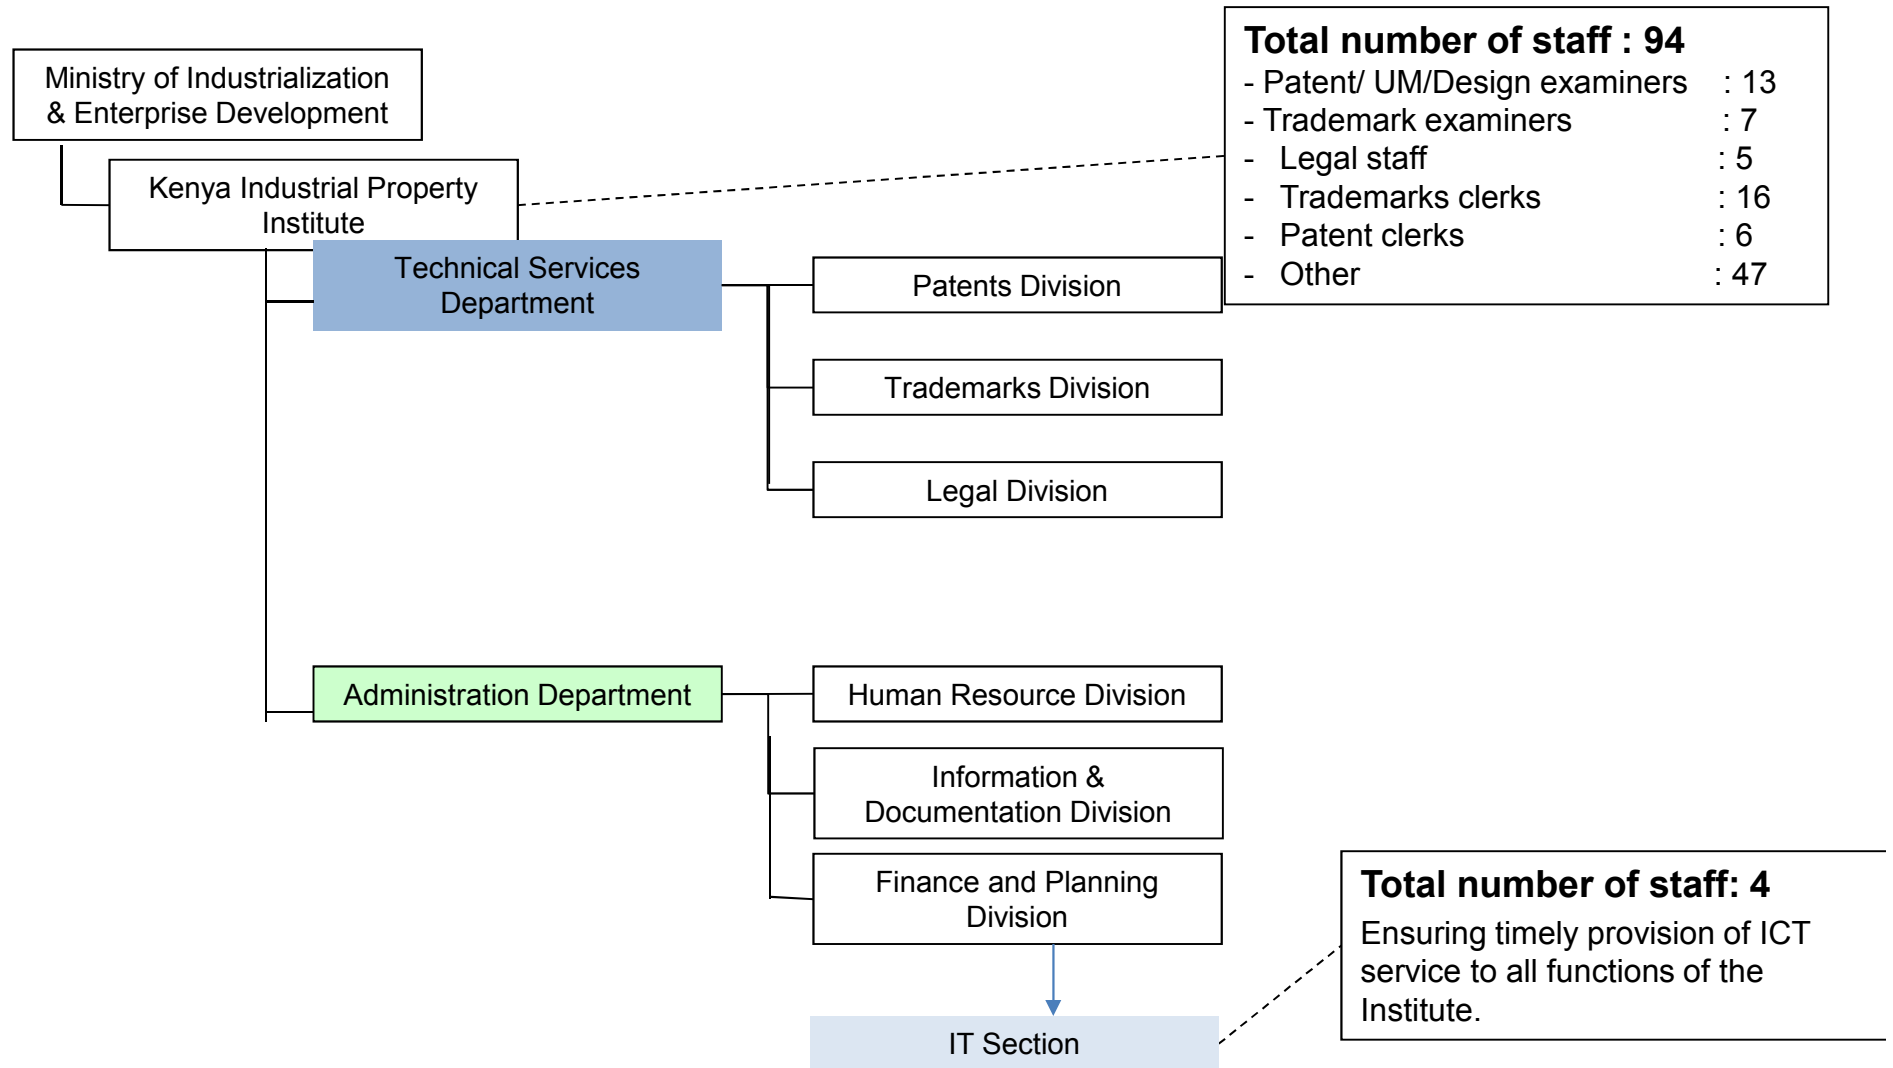 Ministry of Industrialization
& Enterprise Development
Kenya Industrial Property
Institute
Technical Services
Department
Patents Division
Trademarks Division
Legal Division
Total number of staff : 94
- Patent/ UM/Design examiners : 13
- Trademark examiners : 7
- Legal staff : 5
- Trademarks clerks : 16
- Patent clerks : 6
- Other : 47
Administration Department
Human Resource Division
Information &
Documentation Division
Finance and Planning
Division
IT Section
Total number of staff: 4
Ensuring timely provision of ICT
service to all functions of the
Institute.